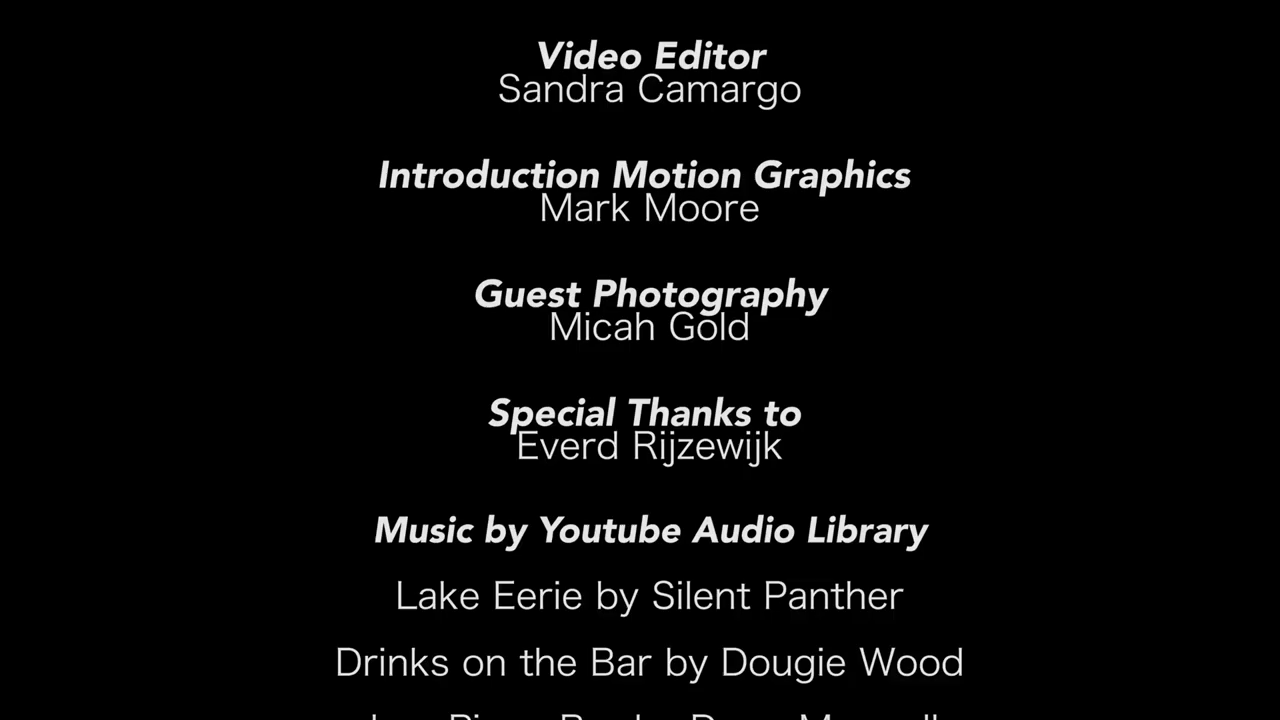 Video Editor
Sandra Camargo
Introduction Motion Graphics
Mark Moore
Guest Photography
Micah Gold
Special Thanks to
Everd Rijzewijk
Music by Youtube Audio Library
Lake Eerie by Silent Panther
Drinks on the Bar by Dougie Wood